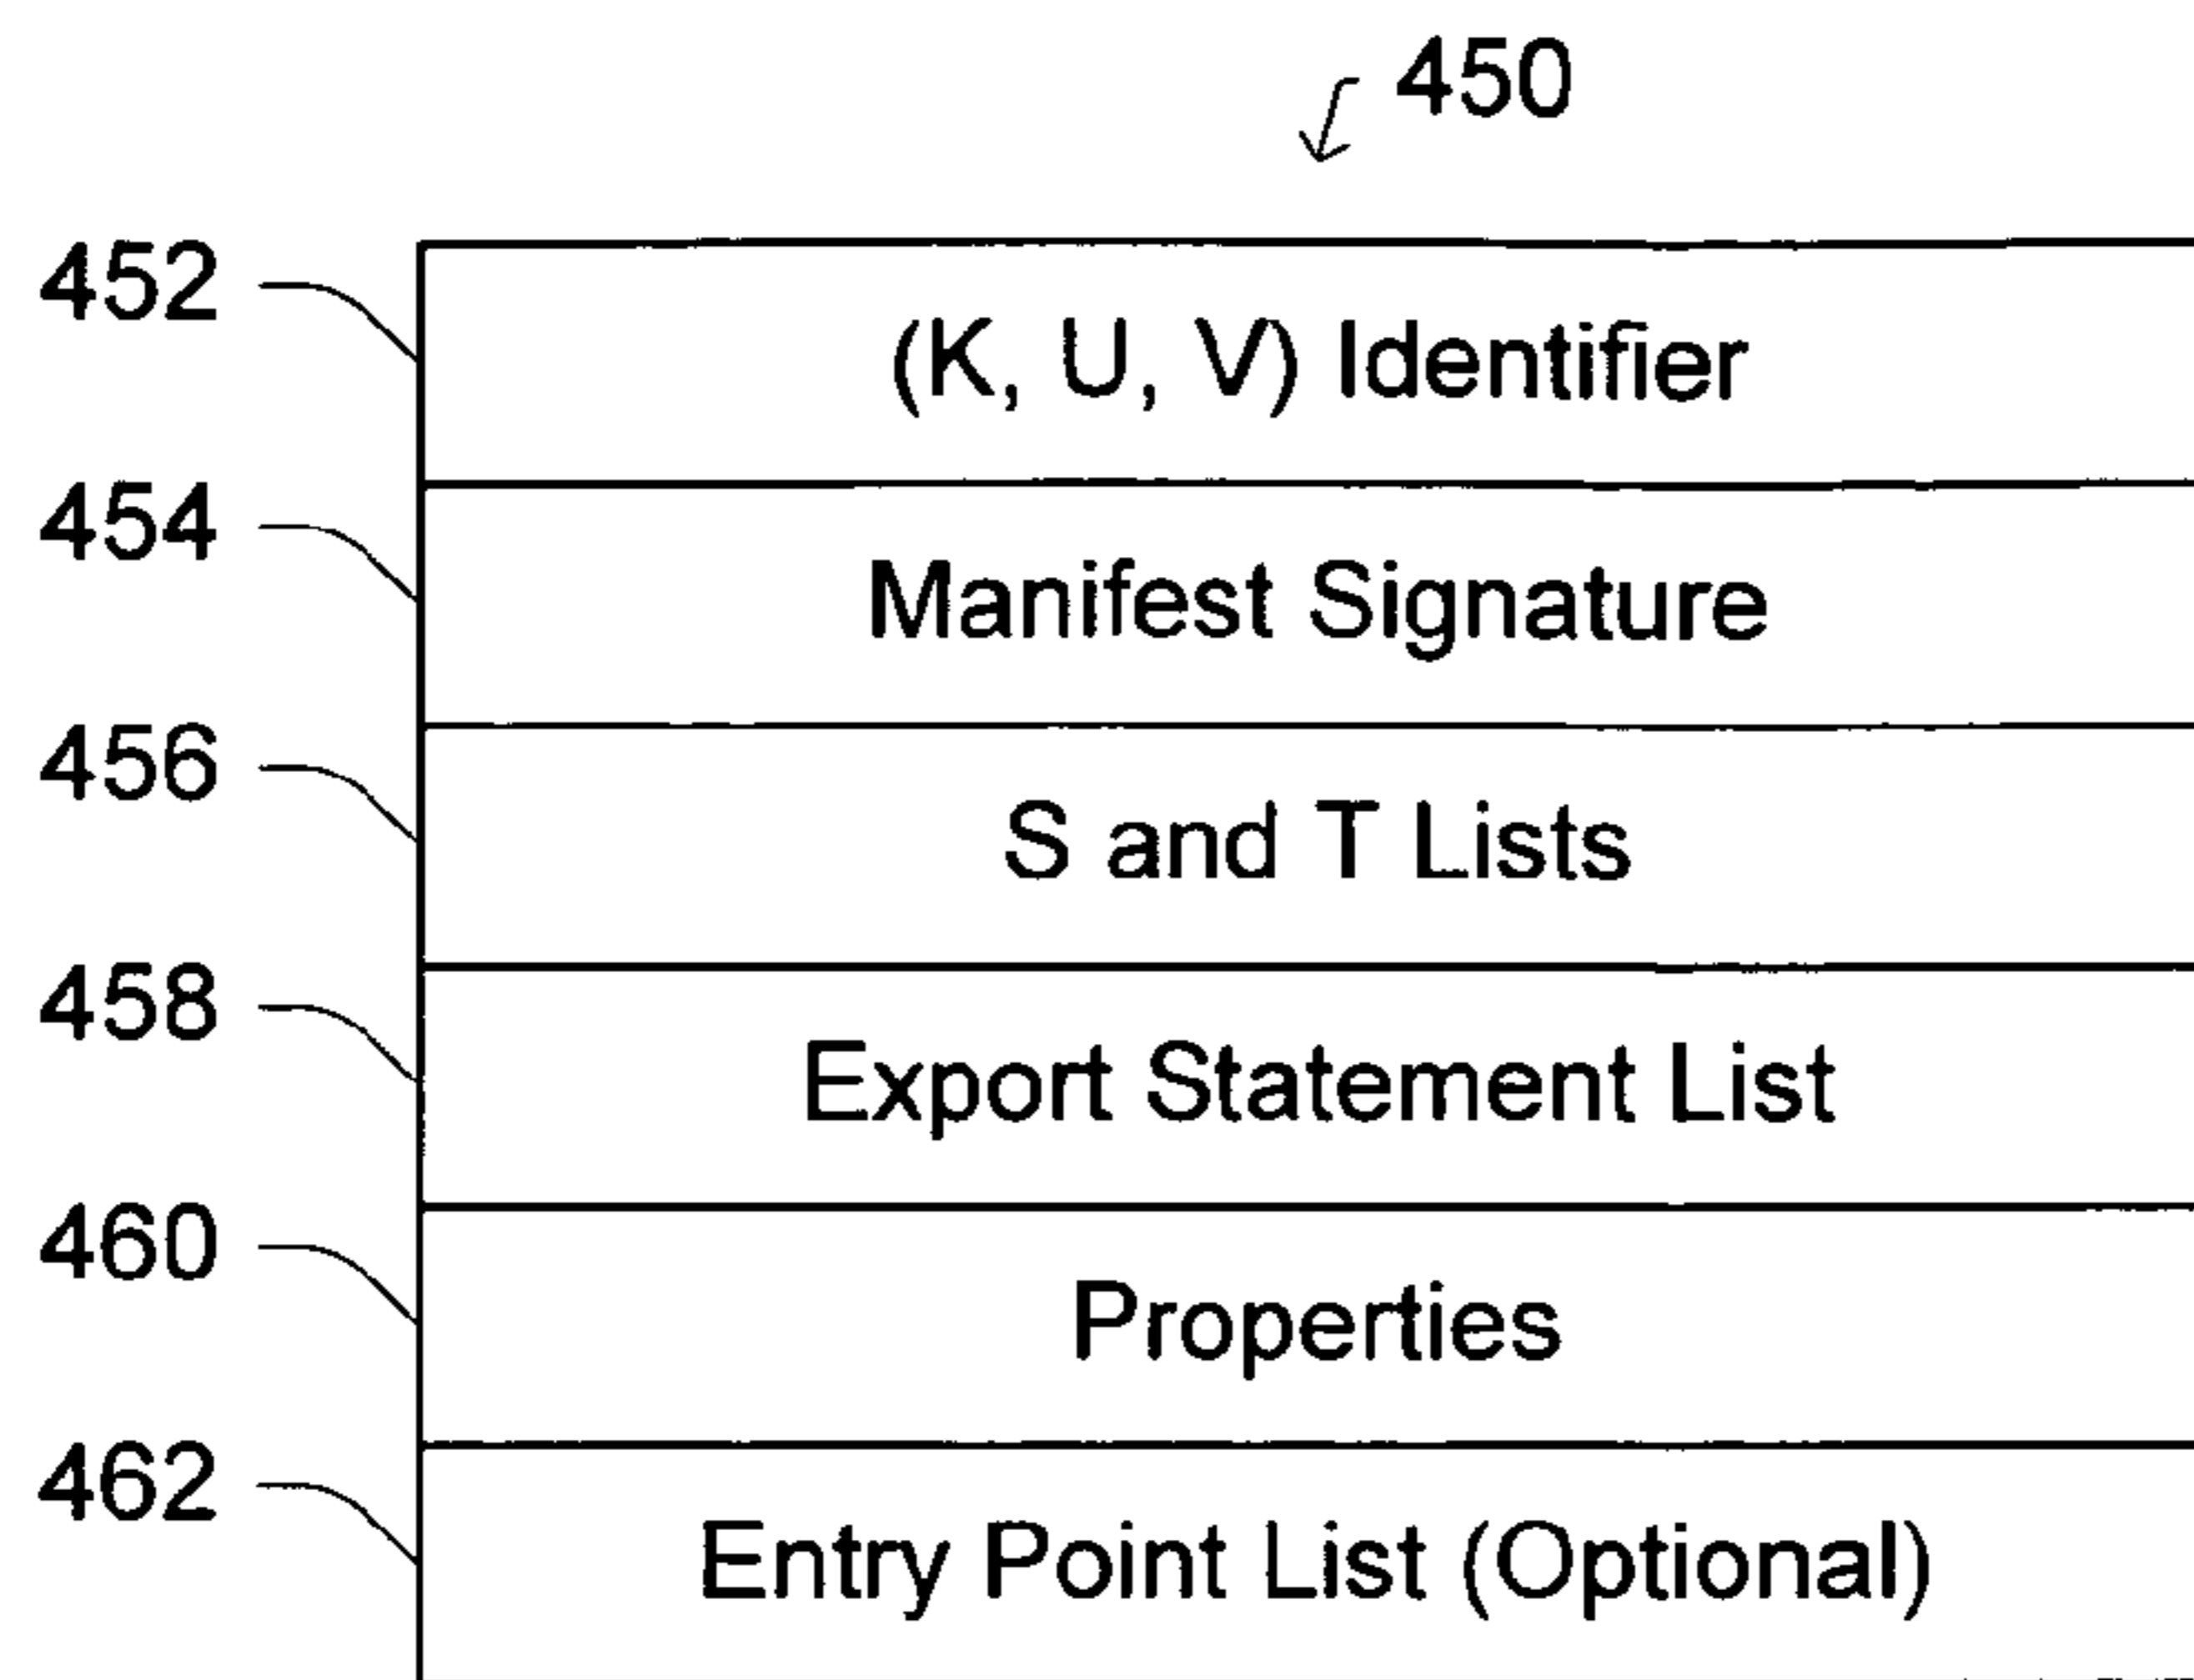 450
452 (K, U, V) Identifier
454 Manifest Signature
456 S and T Lists
458 Export Statement List
460 Properties
462 Entry Point List (Optional)